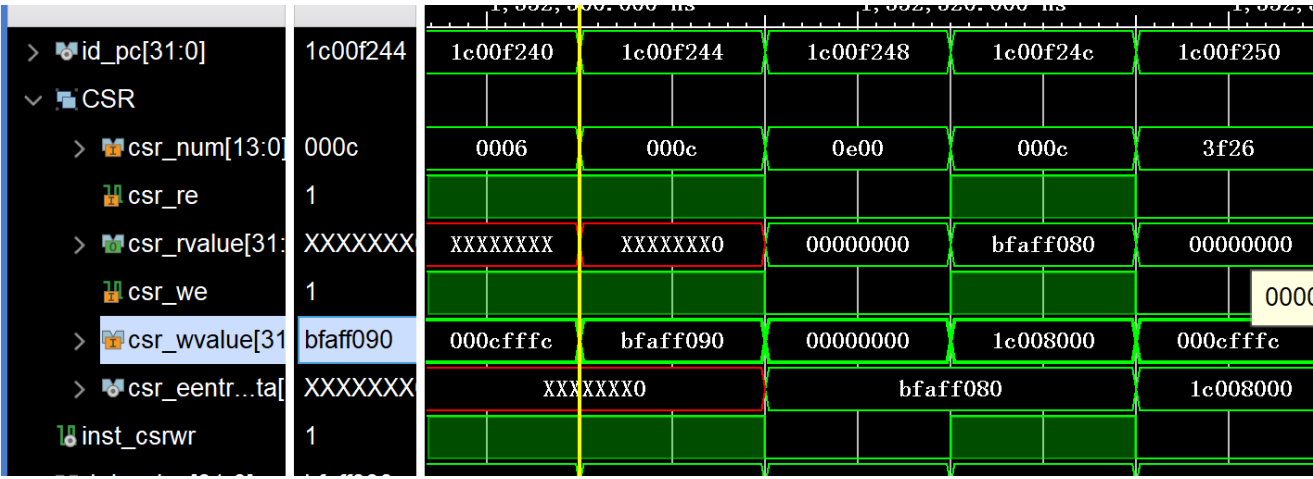 id_pc[31:0] 1c00f244 1c00f240 1c00f244 1c00f248 1c00f24c 1c00f250
CSR
csr_num[13:0] 000c 0006 000c 0e00 000c 3f26
csr_re 1
csr_rvalue[31: XXXXXXX XXXXXXXX XXXXXXX0 00000000 bfaff080 00000000
csr_we 1
0000
csr_wvalue[31 bfaff090 000cfffc bfaff090 00000000 1c008000 000cfffc
csr_eentr...ta[ XXXXXXX XXXXXXX0 bfaff080 1c008000
inst_csrwr 1